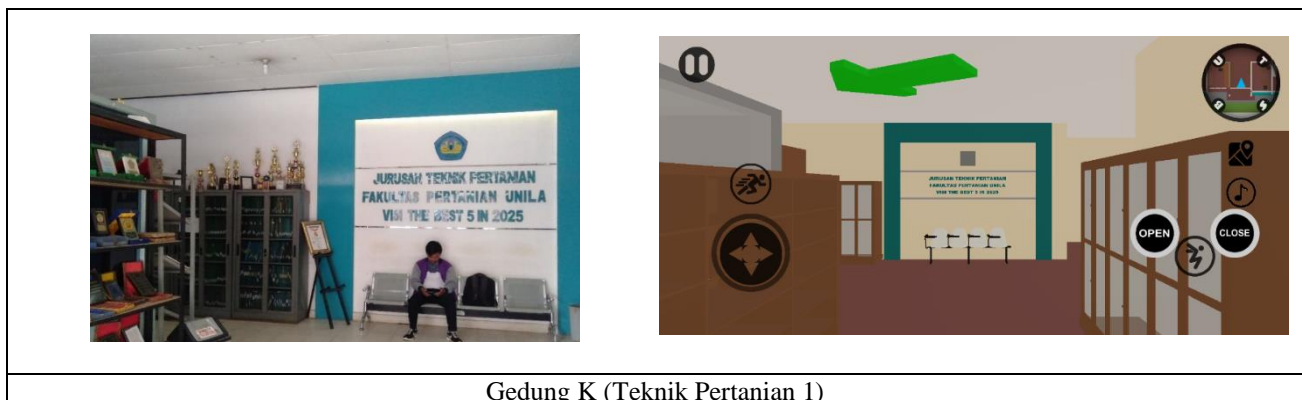 JURUSAN TEKNIK PERTANIAN
FAKULTAS PERTANIAN UNILA
VISI THE BEST 5 IN 2025
U T
B S
JURUSAN TEKNIK PERTANIAN
FAKULTAS PERTANIAN UNILA
VISI THE BEST 5 IN 2025
OPEN
CLOSE
Gedung K (Teknik Pertanian 1)